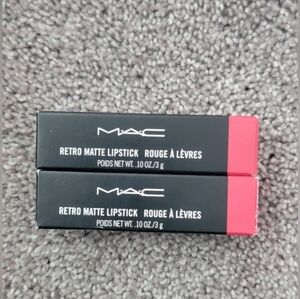 MAC
RETRO MATTE LIPSTICK ROUGE À LÈVRES
POIDS NET WT. .10 OZ./3 g
MAC
RETRO MATTE LIPSTICK ROUGE À LÈVRES
POIDS NET WT. .10 OZ./3 g